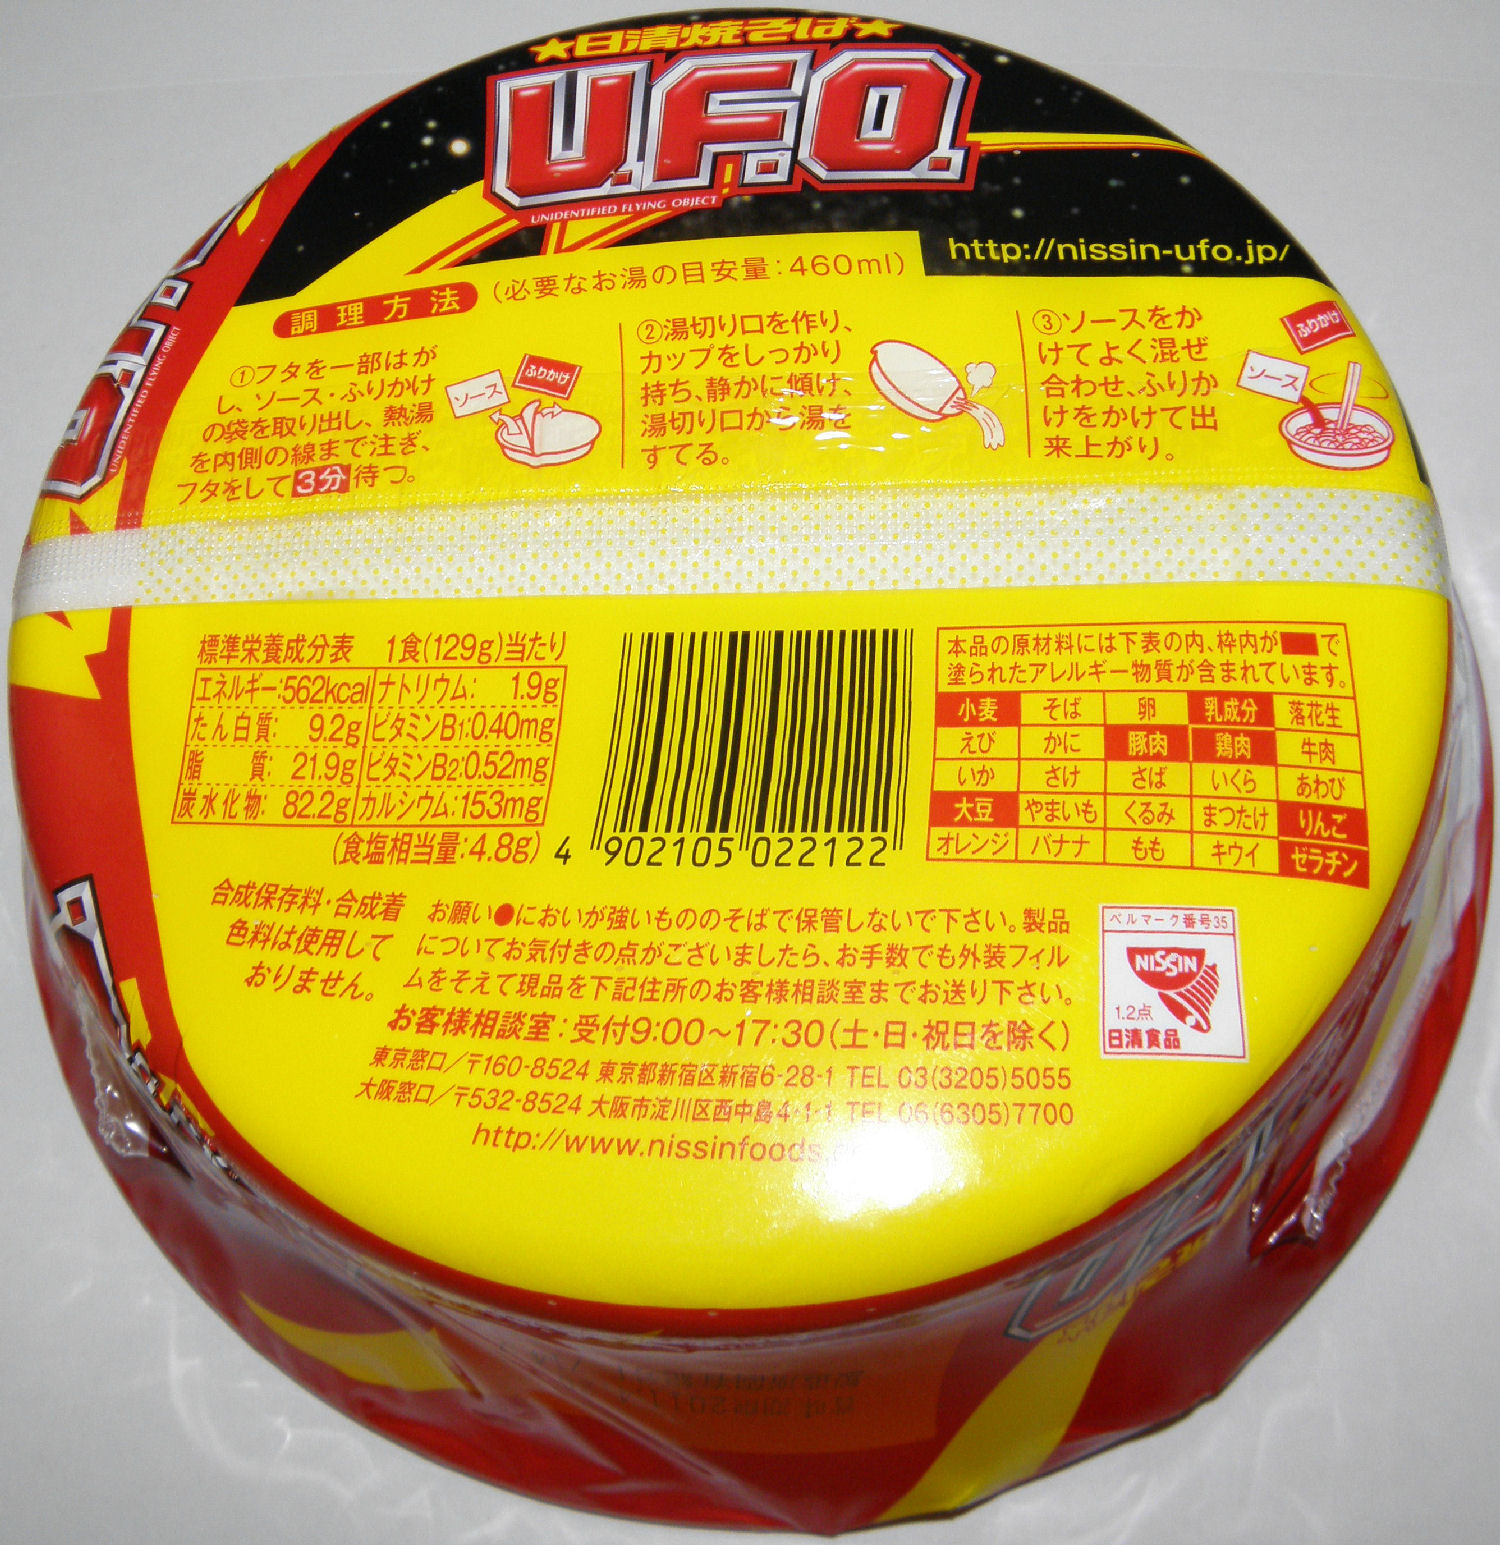 ★日清焼そば★
U.F.O.
UNIDENTIFIED FLYING OBJECT
http://nissin-ufo.jp/
調理方法 (必要なお湯の目安量:460ml)
①フタを一部はが
し、ソース・ふりかけ
の袋を取り出し、熱湯
を内側の線まで注ぎ、
フタをして3分待つ。
ソース
ふりかけ
②湯切り口を作り、
カップをしっかり
持ち、静かに傾け、
湯切り口から湯を
すてる。
③ソースをか
けてよく混ぜ
合わせ、ふりか
けをかけて出
来上がり。
ソース
ふりかけ
UNIDENTIFIED FLYING OBJECT
標準栄養成分表 1食(129g)当たり
エネルギー:562kcal ナトリウム: 1.9g
たん白質: 9.2g ビタミンB1:0.40mg
脂 質: 21.9g ビタミンB2:0.52mg
炭水化物: 82.2g カルシウム:153mg
(食塩相当量:4.8g)
4 902105 022122
本品の原材料には下表の内、枠内が■で
塗られたアレルギー物質が含まれています。
小麦 そば 卵 乳成分 落花生
えび かに 豚肉 鶏肉 牛肉
いか さけ さば いくら あわび
大豆 やまいも くるみ まつたけ りんご
オレンジ バナナ もも キウイ ゼラチン
合成保存料・合成着
色料は使用して
おりません。
お願い●においが強いもののそばで保管しないで下さい。製品
についてお気付きの点がございましたら、お手数でも外装フィル
ムをそえて現品を下記住所のお客様相談室までお送り下さい。
お客様相談室:受付9:00〜17:30(土・日・祝日を除く)
東京窓口/〒160-8524 東京都新宿区新宿6-28-1 TEL 03(3205)5055
大阪窓口/〒532-8524 大阪市淀川区西中島4-1-1 TEL 06(6305)7700
http://www.nissinfoods
ベルマーク番号35
NISSIN
1.2点
日清食品